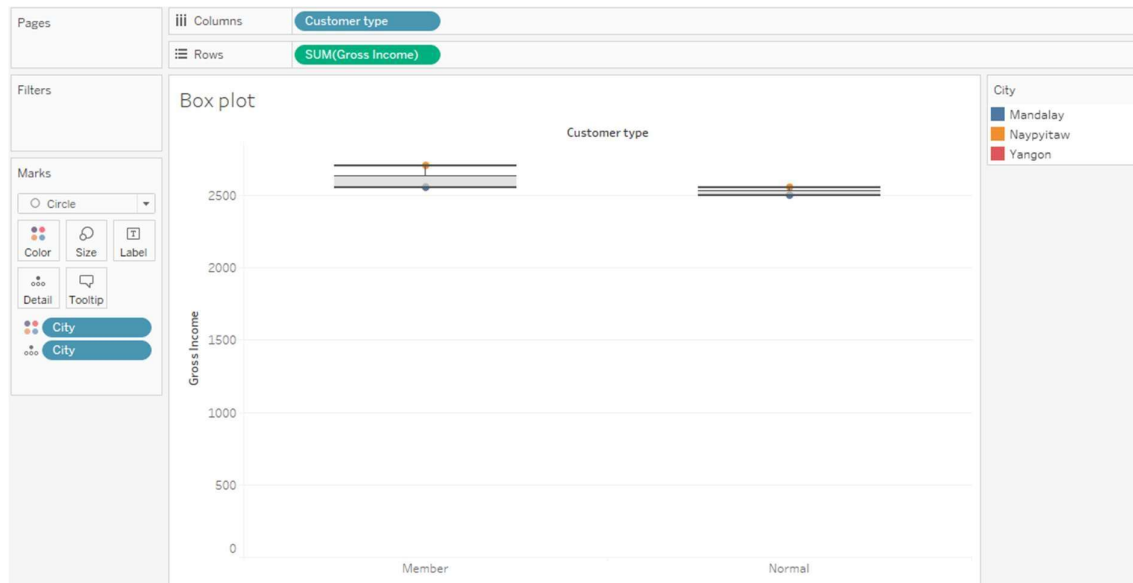 Pages
Columns
Customer type
Rows
SUM(Gross Income)
Filters
Marks
Circle
Color
Size
Label
Detail
Tooltip
City
City
Box plot
Customer type
Gross Income
2500
2000
1500
1000
500
0
Member
Normal
City
Mandalay
Naypyitaw
Yangon